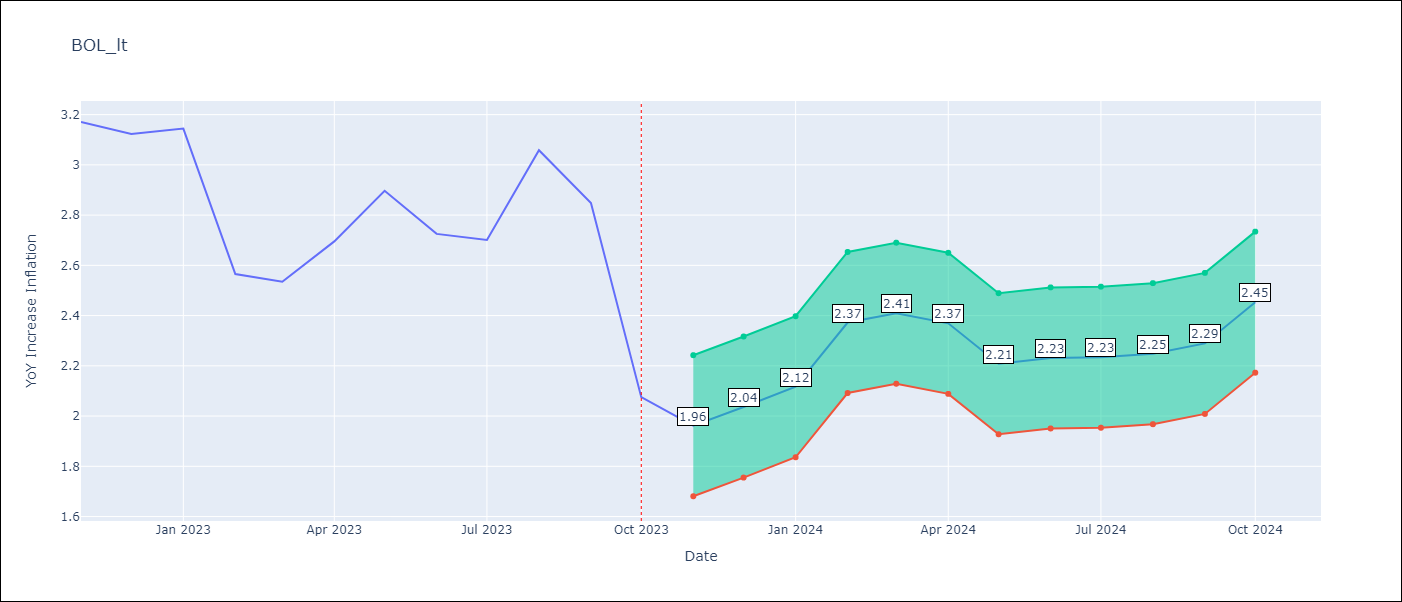 BOL_lt
YoY Increase Inflation
3.2
3
2.8
2.6
2.4
2.2
2
1.8
1.6
1.96
2.04
2.12
2.37
2.41
2.37
2.21
2.23
2.23
2.25
2.29
2.45
Jan 2023
Apr 2023
Jul 2023
Oct 2023
Jan 2024
Apr 2024
Jul 2024
Oct 2024
Date